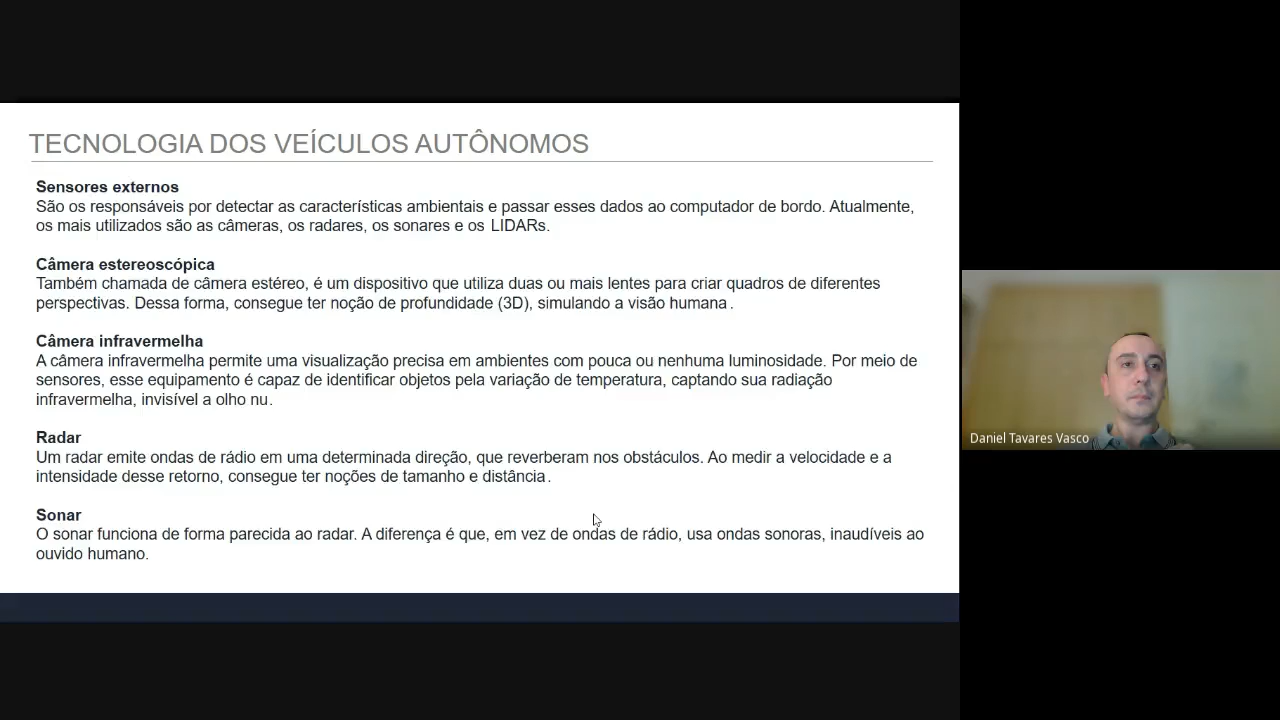 TECNOLOGIA DOS VEÍCULOS AUTÔNOMOS
Sensores externos
São os responsáveis por detectar as características ambientais e passar esses dados ao computador de bordo. Atualmente,
os mais utilizados são as câmeras, os radares, os sonares e os LIDARs.
Câmera estereoscópica
Também chamada de câmera estéreo, é um dispositivo que utiliza duas ou mais lentes para criar quadros de diferentes
perspectivas. Dessa forma, consegue ter noção de profundidade (3D), simulando a visão humana.
Câmera infravermelha
A câmera infravermelha permite uma visualização precisa em ambientes com pouca ou nenhuma luminosidade. Por meio de
sensores, esse equipamento é capaz de identificar objetos pela variação de temperatura, captando sua radiação
infravermelha, invisível a olho nu.
Radar
Um radar emite ondas de rádio em uma determinada direção, que reverberam nos obstáculos. Ao medir a velocidade e a
intensidade desse retorno, consegue ter noções de tamanho e distância.
Sonar
O sonar funciona de forma parecida ao radar. A diferença é que, em vez de ondas de rádio, usa ondas sonoras, inaudíveis ao
ouvido humano.
Daniel Tavares Vasco